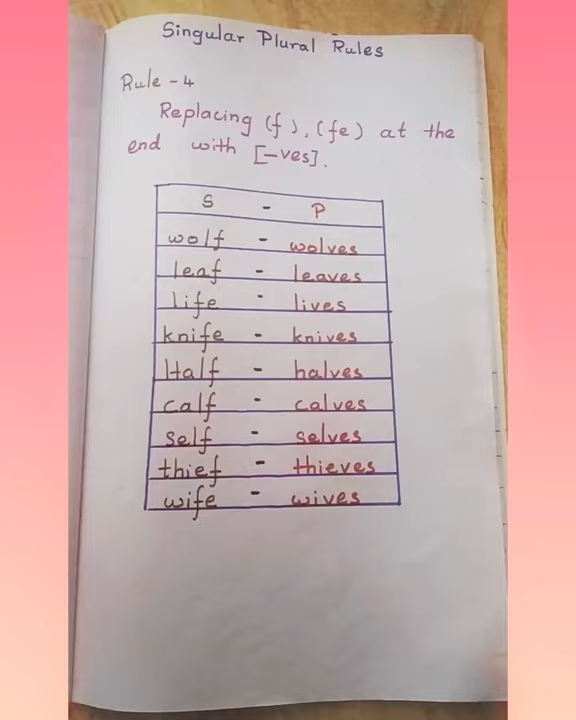 Singular Plural Rules
Rule - 4
Replacing (f), (fe) at the
end with [-ves].
S - P
wolf - wolves
leaf - leaves
life - lives
knife - knives
Half - halves
calf - calves
self - selves
thief - thieves
wife - wives